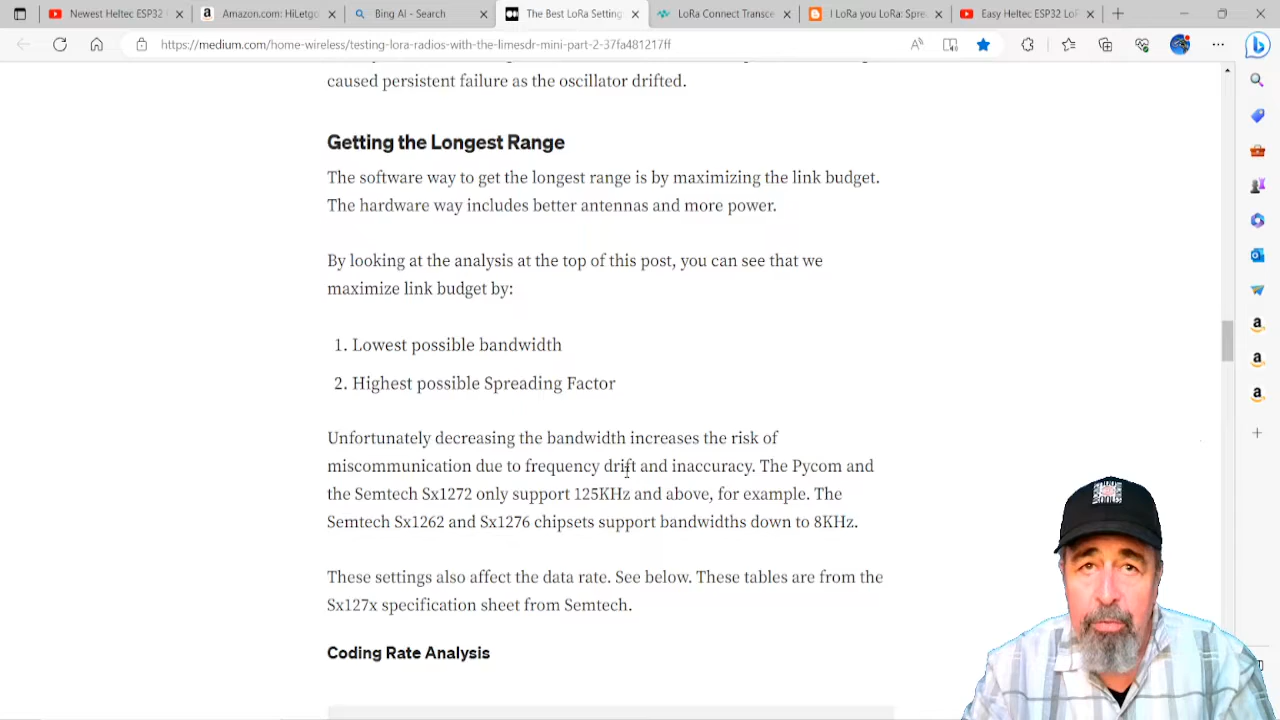 Newest Heltec ESP32
Amazon.com: HiLetgo
Bing AI - Search
The Best LoRa Setting
LoRa Connect Transce
I LoRa you LoRa: Spre
Easy Heltec ESP32 Lo
https://medium.com/home-wireless/testing-lora-radios-with-the-limesdr-mini-part-2-37fa481217ff
caused persistent failure as the oscillator drifted.
Getting the Longest Range
The software way to get the longest range is by maximizing the link budget.
The hardware way includes better antennas and more power.
By looking at the analysis at the top of this post, you can see that we
maximize link budget by:
1. Lowest possible bandwidth
2. Highest possible Spreading Factor
Unfortunately decreasing the bandwidth increases the risk of
miscommunication due to frequency drift and inaccuracy. The Pycom and
the Semtech Sx1272 only support 125KHz and above, for example. The
Semtech Sx1262 and Sx1276 chipsets support bandwidths down to 8KHz.
These settings also affect the data rate. See below. These tables are from the
Sx127x specification sheet from Semtech.
Coding Rate Analysis